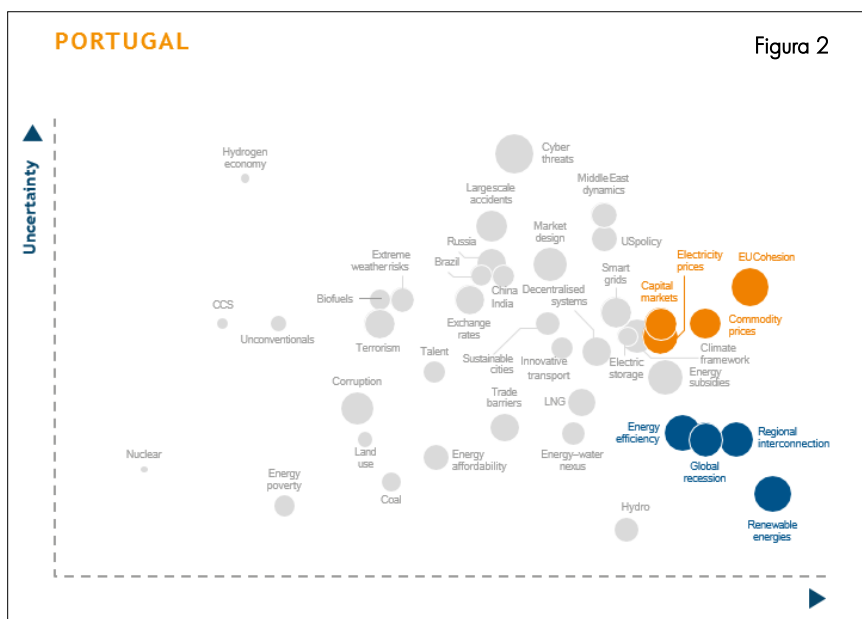 PORTUGAL
Figura 2
Uncertainty
Hydrogen
economy
Cyber
threats
Middle East
dynamics
Large scale
accidents
Russia
Market
design
USpolicy
Electricity
prices
EU Cohesion
Extreme
weather risks
Brazil
Smart
grids
Capital
markets
Biofuels
China
India
Decentralised
systems
CCS
Unconventionals
Terrorism
Exchange
rates
Commodity
prices
Talent
Sustainable
cities
Innovative
transport
Electric
storage
Climate
framework
Energy
subsidies
Corruption
Trade
barriers
LNG
Energy
efficiency
Regional
interconnection
Nuclear
Land
use
Energy
affordability
Energy–water
nexus
Global
recession
Energy
poverty
Coal
Hydro
Renewable
energies